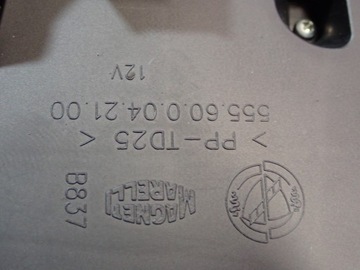 B837
MAGNETI
MARELLI
> PP-TD25 <
555.60.0.04.21.00
12V